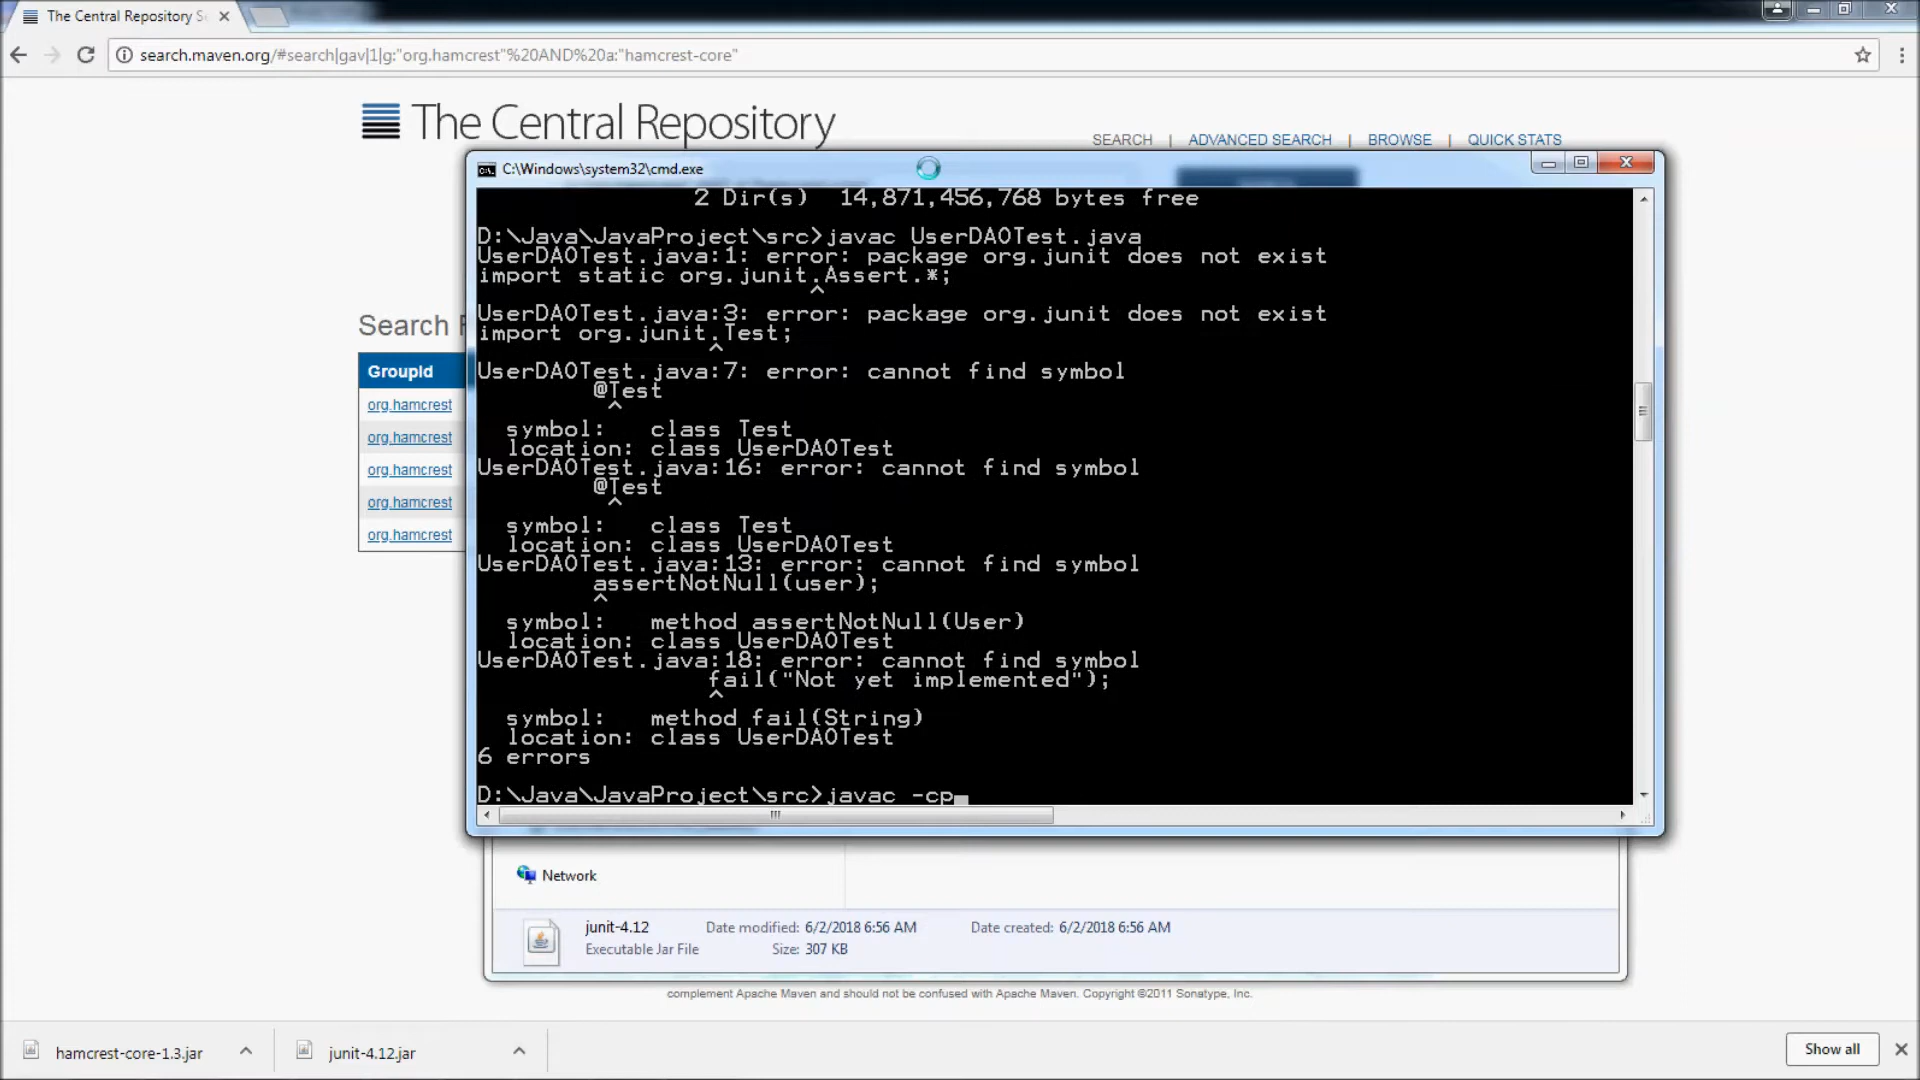 The Central Repository S
search.maven.org/#search|gav|1|g:"org.hamcrest"%20AND%20a:"hamcrest-core"
The Central Repository
SEARCH | ADVANCED SEARCH | BROWSE | QUICK STATS
C:\Windows\system32\cmd.exe
2 Dir(s) 14,871,456,768 bytes free
D:\Java\JavaProject\src>javac UserDAOTest.java
UserDAOTest.java:1: error: package org.junit does not exist
import static org.junit.Assert.*;
^
UserDAOTest.java:3: error: package org.junit does not exist
import org.junit.Test;
^
UserDAOTest.java:7: error: cannot find symbol
@Test
^
symbol: class Test
location: class UserDAOTest
UserDAOTest.java:16: error: cannot find symbol
@Test
^
symbol: class Test
location: class UserDAOTest
UserDAOTest.java:13: error: cannot find symbol
assertNotNull(user);
^
symbol: method assertNotNull(User)
location: class UserDAOTest
UserDAOTest.java:18: error: cannot find symbol
fail("Not yet implemented");
^
symbol: method fail(String)
location: class UserDAOTest
6 errors
D:\Java\JavaProject\src>javac -cp
Search
GroupId
org.hamcrest
org.hamcrest
org.hamcrest
org.hamcrest
org.hamcrest
Network
junit-4.12 Date modified: 6/2/2018 6:56 AM Date created: 6/2/2018 6:56 AM
Executable Jar File Size: 307 KB
complement Apache Maven and should not be confused with Apache Maven. Copyright ©2011 Sonatype, Inc.
hamcrest-core-1.3.jar junit-4.12.jar Show all